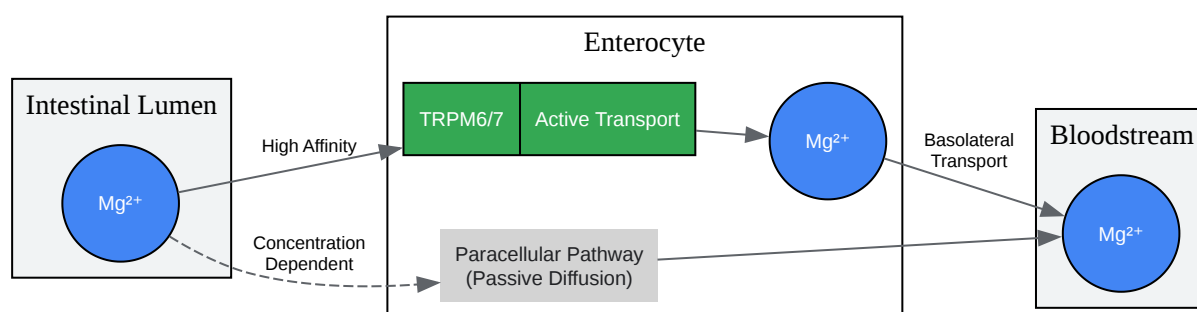 Enterocyte
Intestinal Lumen
Mg²⁺
High Affinity
Concentration
Dependent
TRPM6/7
Active Transport
Mg²⁺
Paracellular Pathway
(Passive Diffusion)
Basolateral
Transport
Bloodstream
Mg²⁺